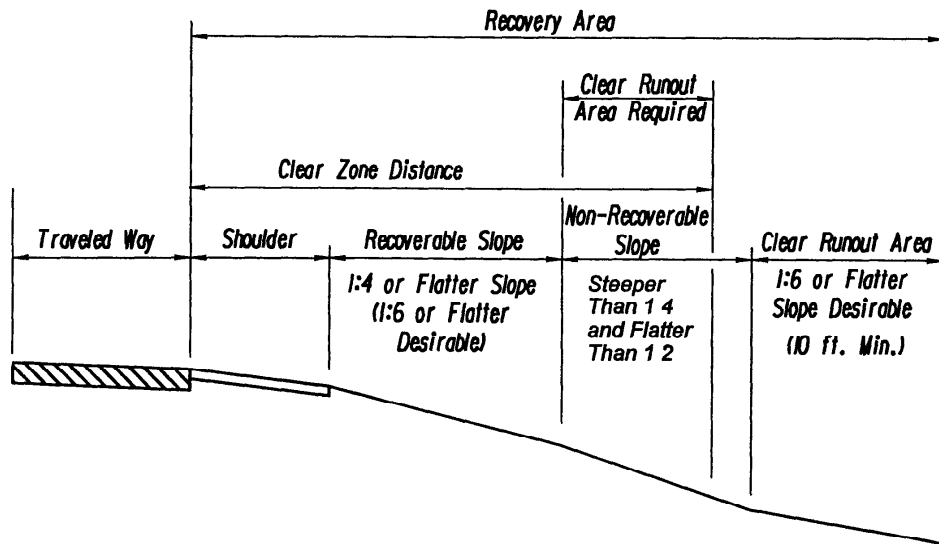 Recovery Area
Clear Runout
Area Required
Clear Zone Distance
Traveled Way
Shoulder
Recoverable Slope
1:4 or Flatter Slope
(1:6 or Flatter
Desirable)
Non-Recoverable
Slope
Steeper
Than 1 4
and Flatter
Than 1 2
Clear Runout Area
1:6 or Flatter
Slope Desirable
(10 ft. Min.)